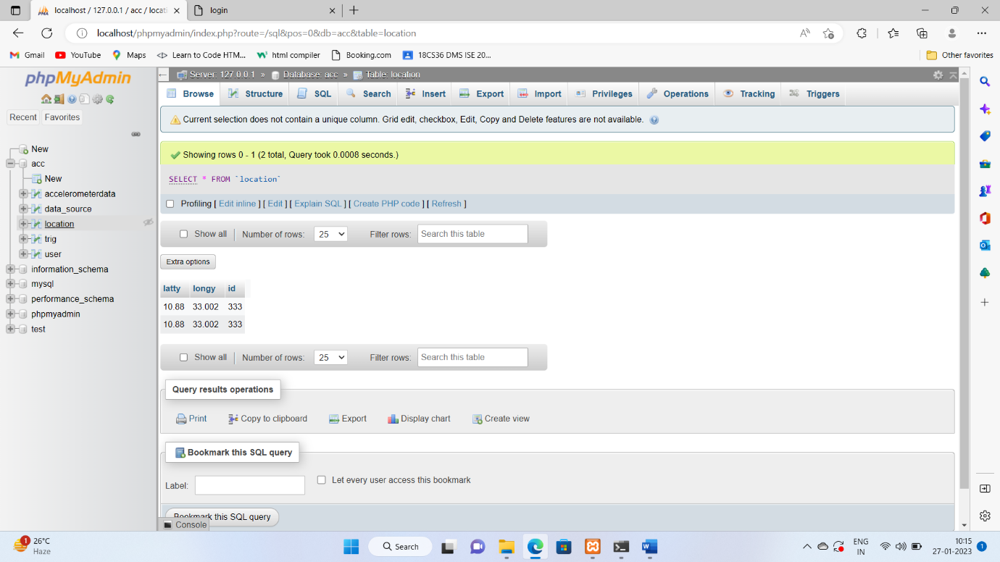 localhost / 127.0.0.1 / acc / locati
login
localhost/phpmyadmin/index.php?route=/sql&pos=0&db=acc&table=location
Gmail YouTube Maps Learn to Code HTM... html compiler Booking.com 18CS36 DMS ISE 20... Other favorites
phpMyAdmin
Recent Favorites
New
acc
New
accelerometerdata
data_source
location
trig
user
information_schema
mysql
performance_schema
phpmyadmin
test
Server: 127.0.0.1 » Database: acc » Table: location
Browse Structure SQL Search Insert Export Import Privileges Operations Tracking Triggers
Current selection does not contain a unique column. Grid edit, checkbox, Edit, Copy and Delete features are not available.
Showing rows 0 - 1 (2 total, Query took 0.0008 seconds.)
SELECT * FROM `location`
Profiling [ Edit inline ] [ Edit ] [ Explain SQL ] [ Create PHP code ] [ Refresh ]
Show all Number of rows: 25 Filter rows: Search this table
Extra options
latty longy id
10.88 33.002 333
10.88 33.002 333
Show all Number of rows: 25 Filter rows: Search this table
Query results operations
Print Copy to clipboard Export Display chart Create view
Bookmark this SQL query
Label: Let every user access this bookmark
Bookmark this SQL query
Console
1 26°C
Haze
Search
ENG
IN
10:15
27-01-2023
1